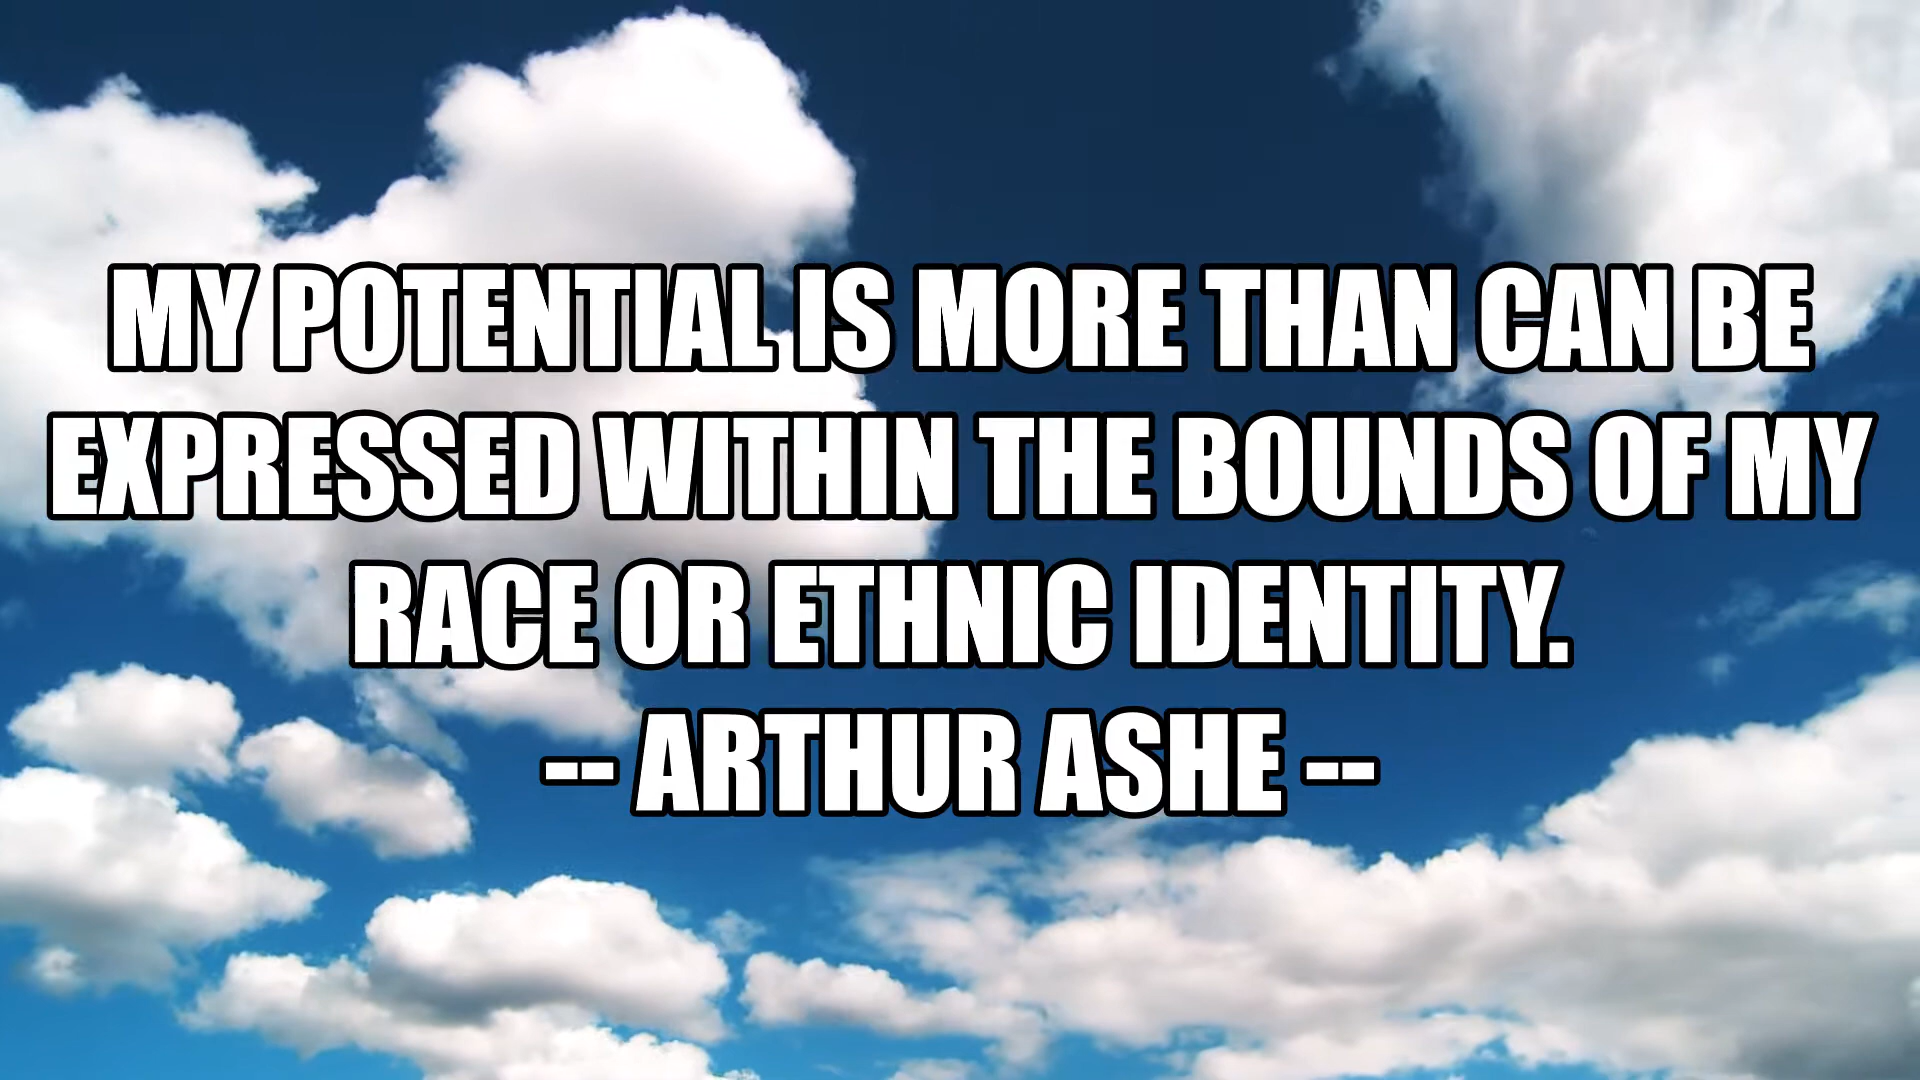 MY POTENTIAL IS MORE THAN CAN BE
EXPRESSED WITHIN THE BOUNDS OF MY
RACE OR ETHNIC IDENTITY.
-- ARTHUR ASHE --